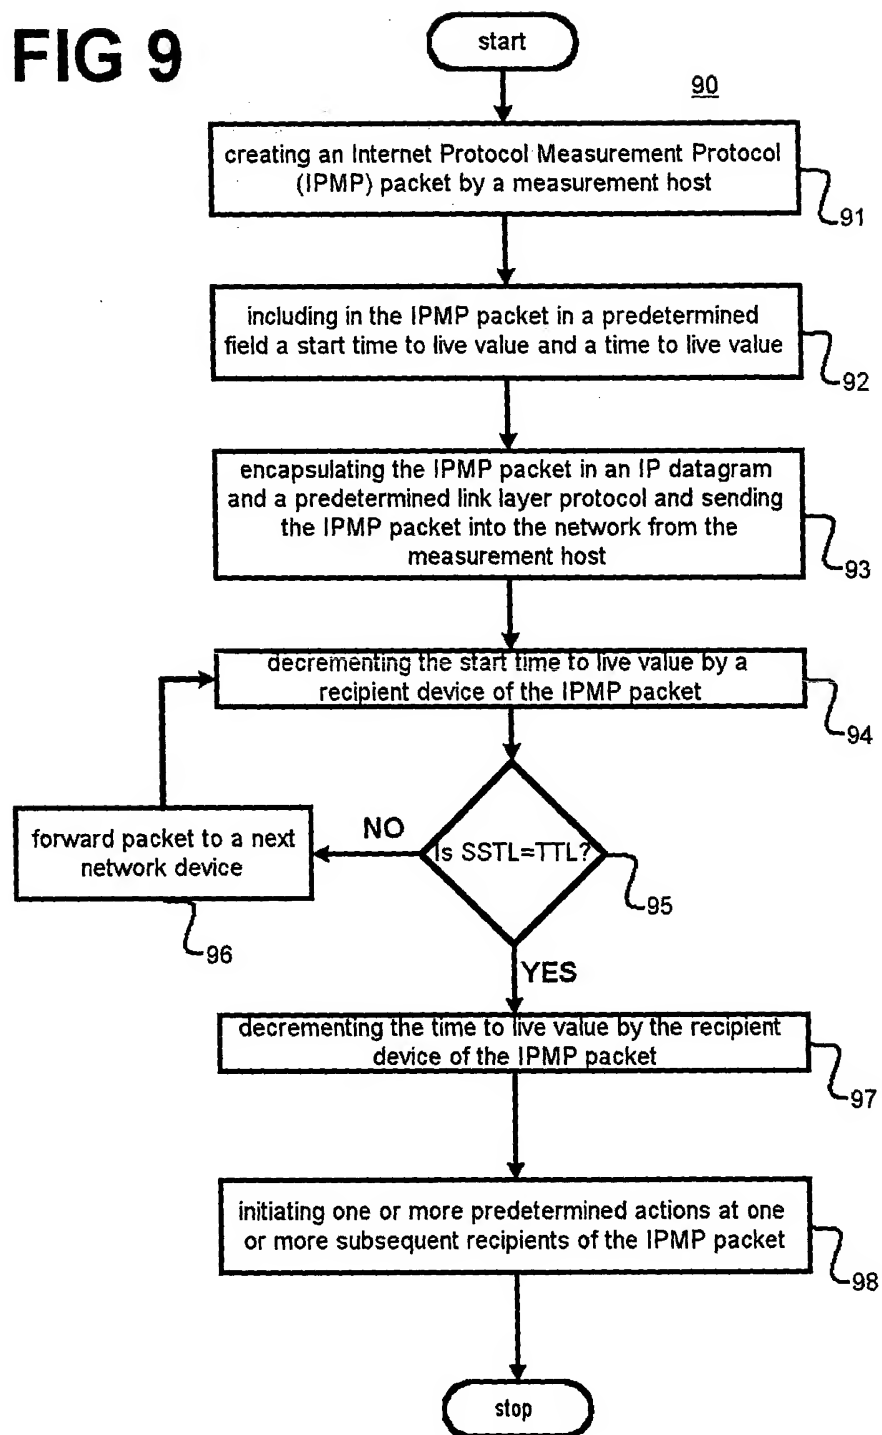 FIG 9
start
90
creating an Internet Protocol Measurement Protocol
(IPMP) packet by a measurement host
91
including in the IPMP packet in a predetermined
field a start time to live value and a time to live value
92
encapsulating the IPMP packet in an IP datagram
and a predetermined link layer protocol and sending
the IPMP packet into the network from the
measurement host
93
decrementing the start time to live value by a
recipient device of the IPMP packet
94
Is SSTL=TTL?
95
NO
forward packet to a next
network device
96
YES
decrementing the time to live value by the recipient
device of the IPMP packet
97
initiating one or more predetermined actions at one
or more subsequent recipients of the IPMP packet
98
stop